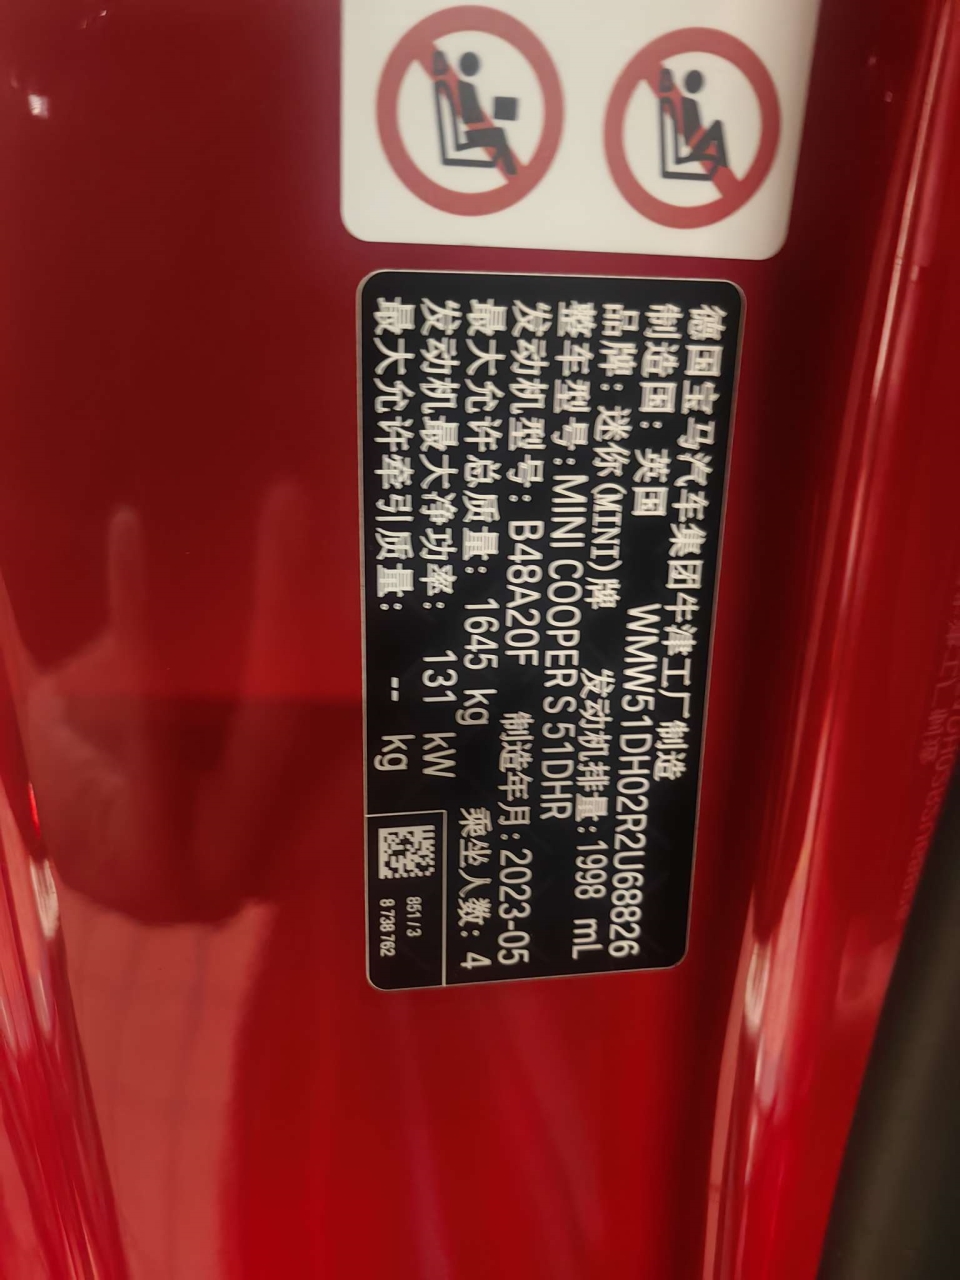 德国宝马汽车集团牛津工厂制造
制造国：英国 WMW51DH02R2U68826
品牌：迷你(MINI)牌 发动机排量：1998 mL
整车型号：MINI COOPER S 51DHR
发动机型号：B48A20F 制造年月：2023-05
最大允许总质量：1645 kg 乘坐人数：4
发动机最大净功率：131 kW
最大允许牵引质量：-- kg
851 / 3
8 738 762